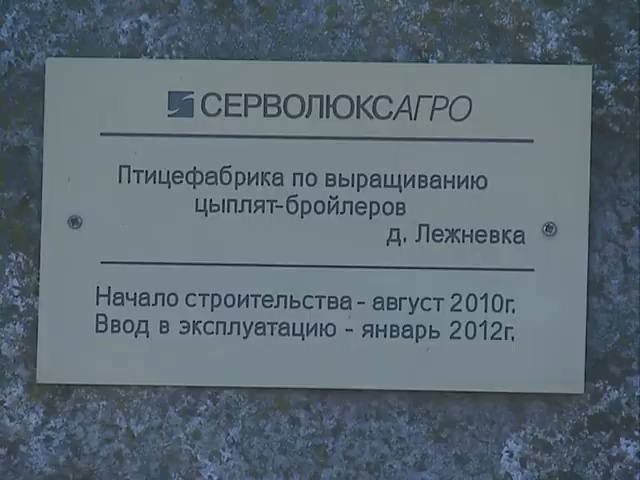 СЕРВОЛЮКСАГРО
Птицефабрика по выращиванию
цыплят-бройлеров
д. Лежневка
Начало строительства - август 2010г.
Ввод в эксплуатацию - январь 2012г.